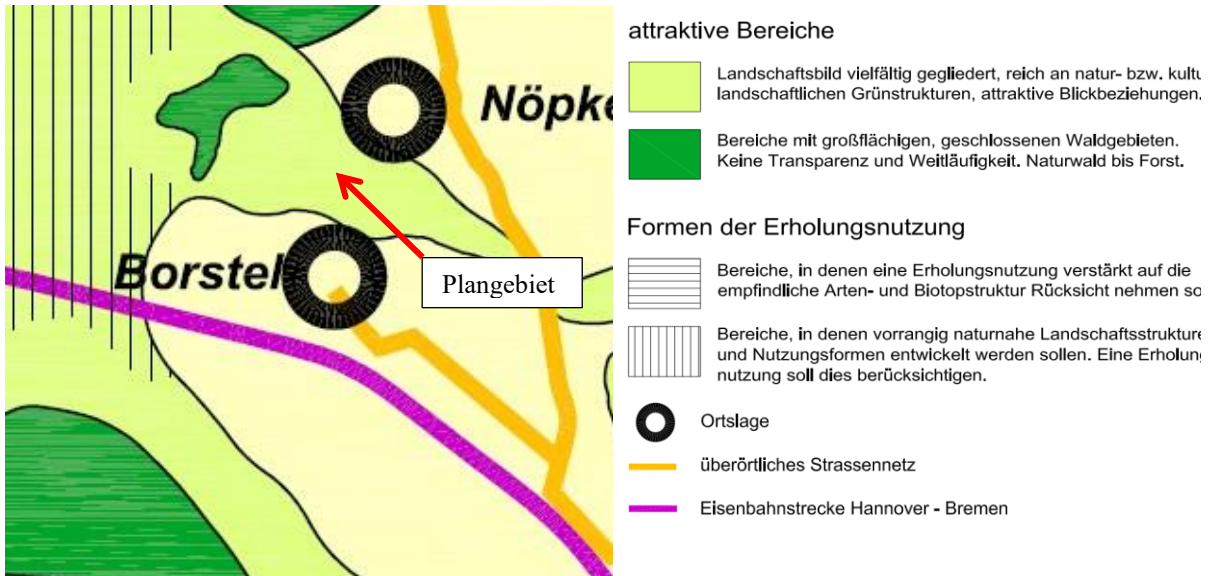 Nöpke
Borstel
Plangebiet
attraktive Bereiche
Landschaftsbild vielfältig gegliedert, reich an natur- bzw. kultu
landschaftlichen Grünstrukturen, attraktive Blickbeziehungen.
Bereiche mit großflächigen, geschlossenen Waldgebieten.
Keine Transparenz und Weitläufigkeit. Naturwald bis Forst.
Formen der Erholungsnutzung
Bereiche, in denen eine Erholungsnutzung verstärkt auf die
empfindliche Arten- und Biotopstruktur Rücksicht nehmen so
Bereiche, in denen vorrangig naturnahe Landschaftsstrukture
und Nutzungsformen entwickelt werden sollen. Eine Erholung
nutzung soll dies berücksichtigen.
Ortslage
überörtliches Strassennetz
Eisenbahnstrecke Hannover - Bremen